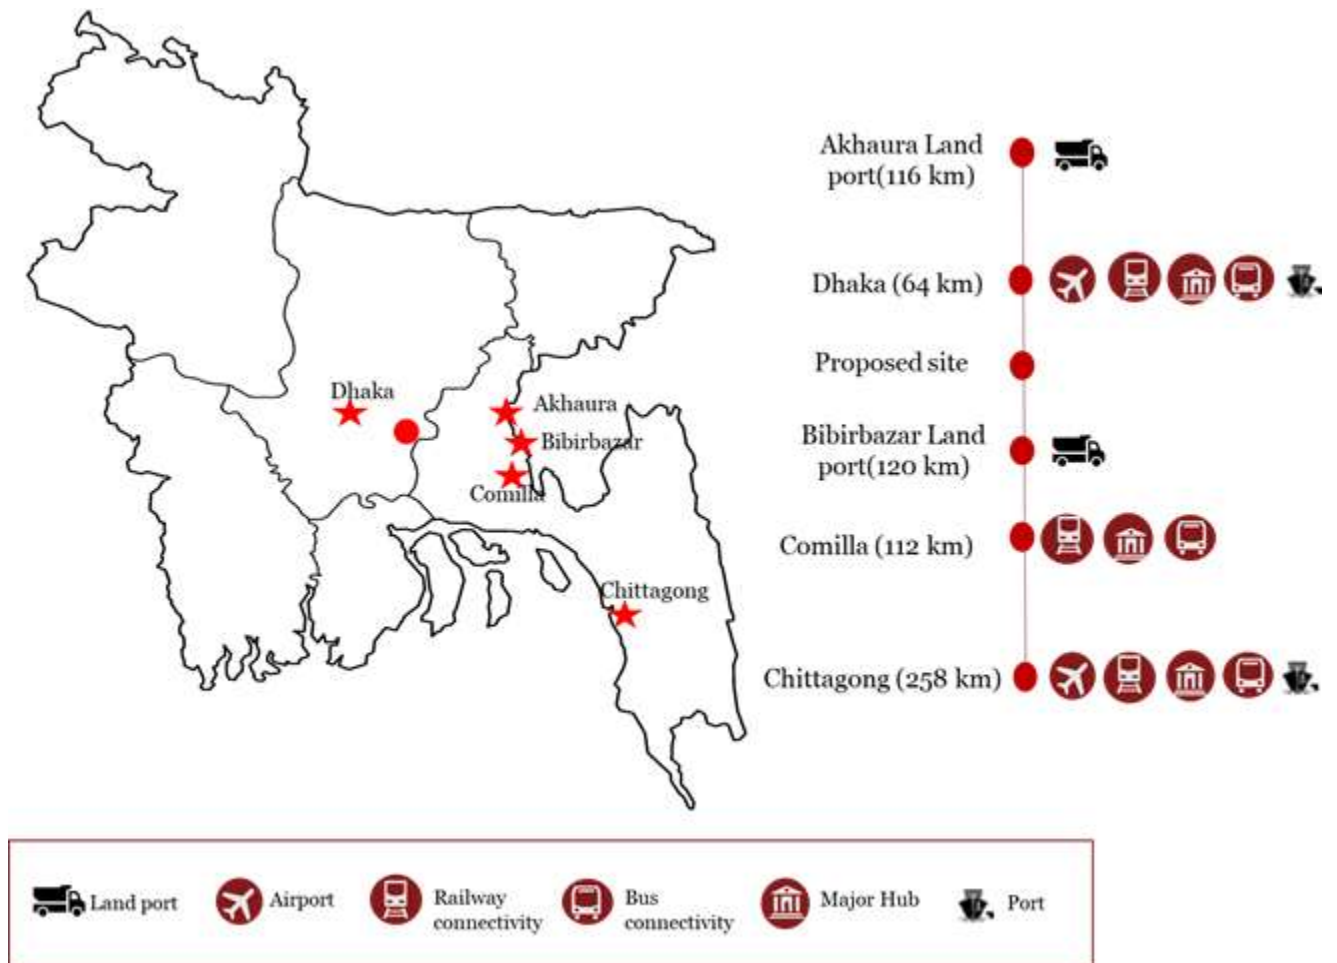 Dhaka
Akhaura
Bibirbazar
Comilla
Chittagong
Akhaura Land
port(116 km)
Dhaka (64 km)
Proposed site
Bibirbazar Land
port(120 km)
Comilla (112 km)
Chittagong (258 km)
Land port
Airport
Railway
connectivity
Bus
connectivity
Major Hub
Port